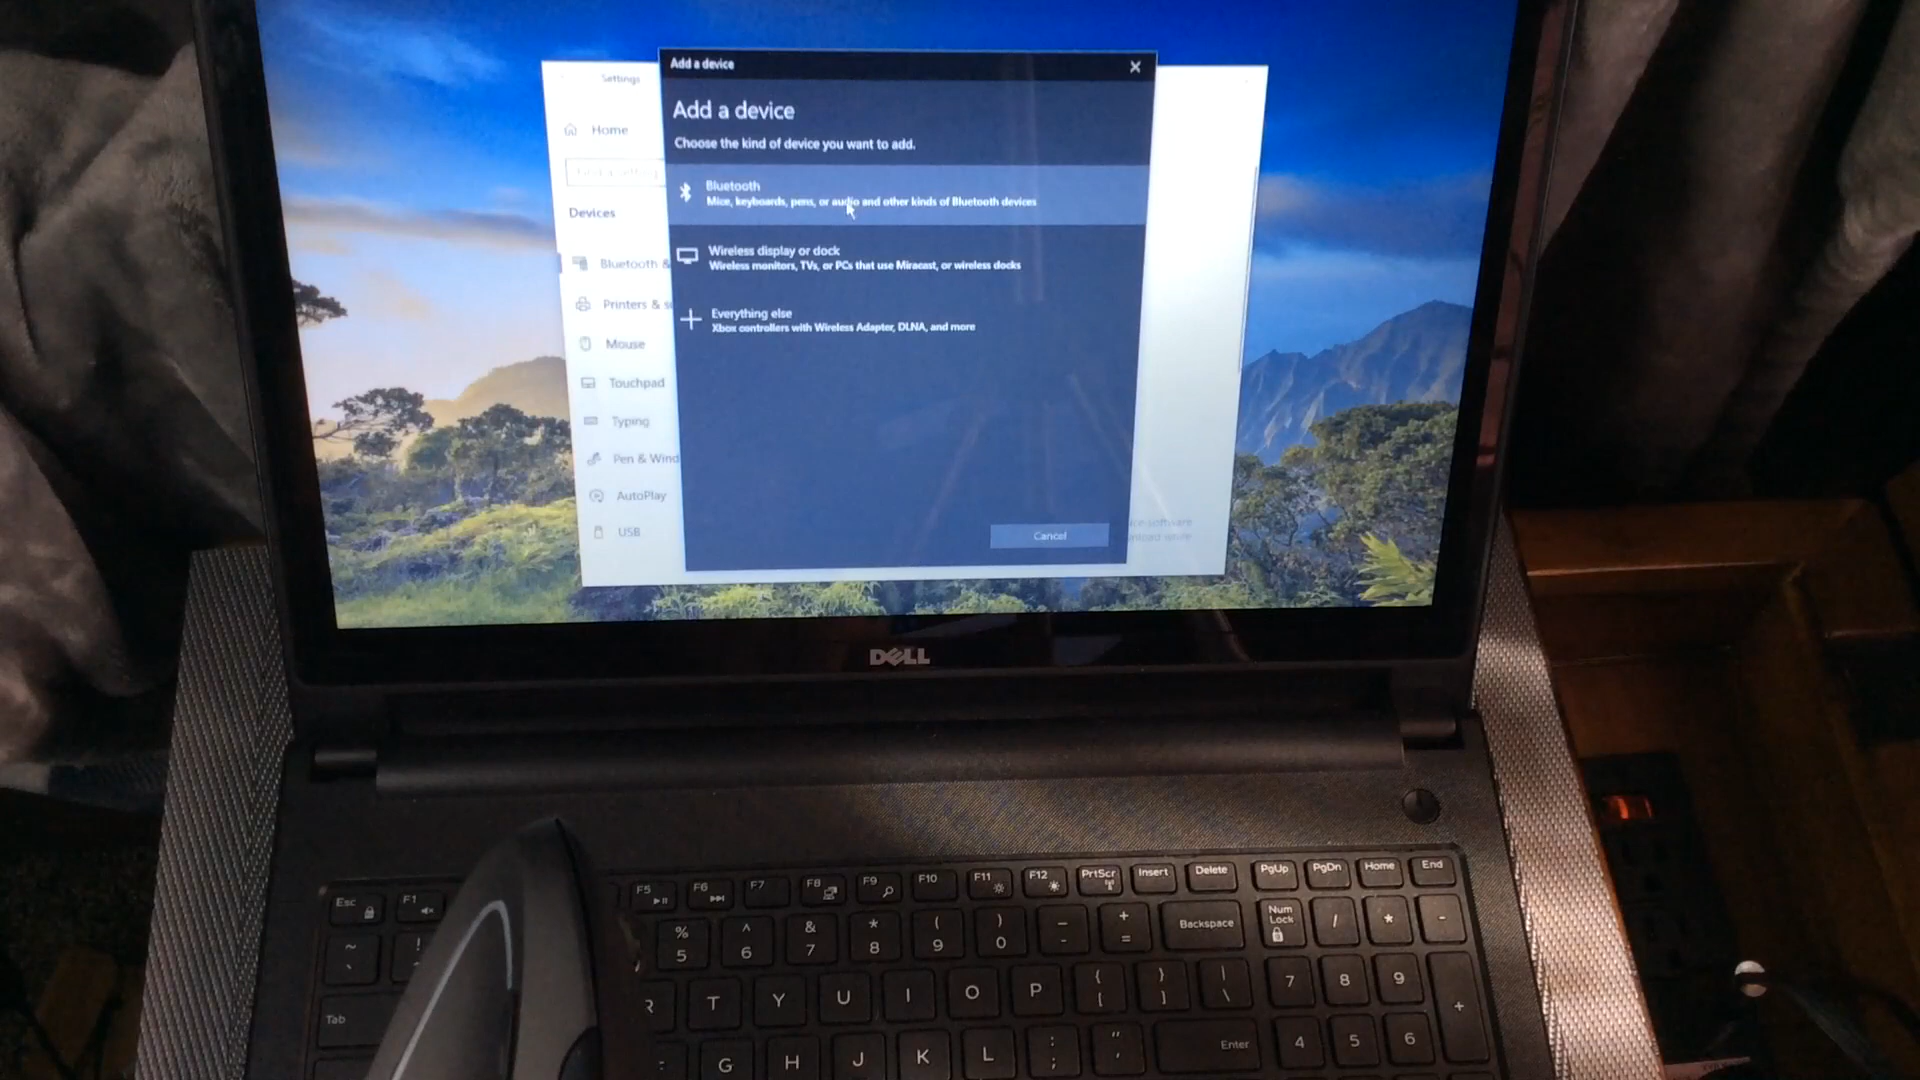 Settings
Add a device
Add a device
Choose the kind of device you want to add.
Bluetooth
Mice, keyboards, pens, or audio and other kinds of Bluetooth devices
Wireless display or dock
Wireless monitors, TVs, or PCs that use Miracast, or wireless docks
Everything else
Xbox controllers with Wireless Adapter, DLNA, and more
Cancel
Home
Find a setting
Devices
Bluetooth &
Printers & s
Mouse
Touchpad
Typing
Pen & Wind
AutoPlay
USB
DELL
Esc F1 F5 F6 F7 F8 F9 F10 F11 F12 PrtScr Insert Delete PgUp PgDn Home End
~ ! % ^ & * ( ) _ + Backspace Num Lock / * -
` 5 6 7 8 9 0 - =
Tab R T Y U I O P { [ } ] | \ 7 8 9 +
G H J K L : ; " ' Enter 4 5 6